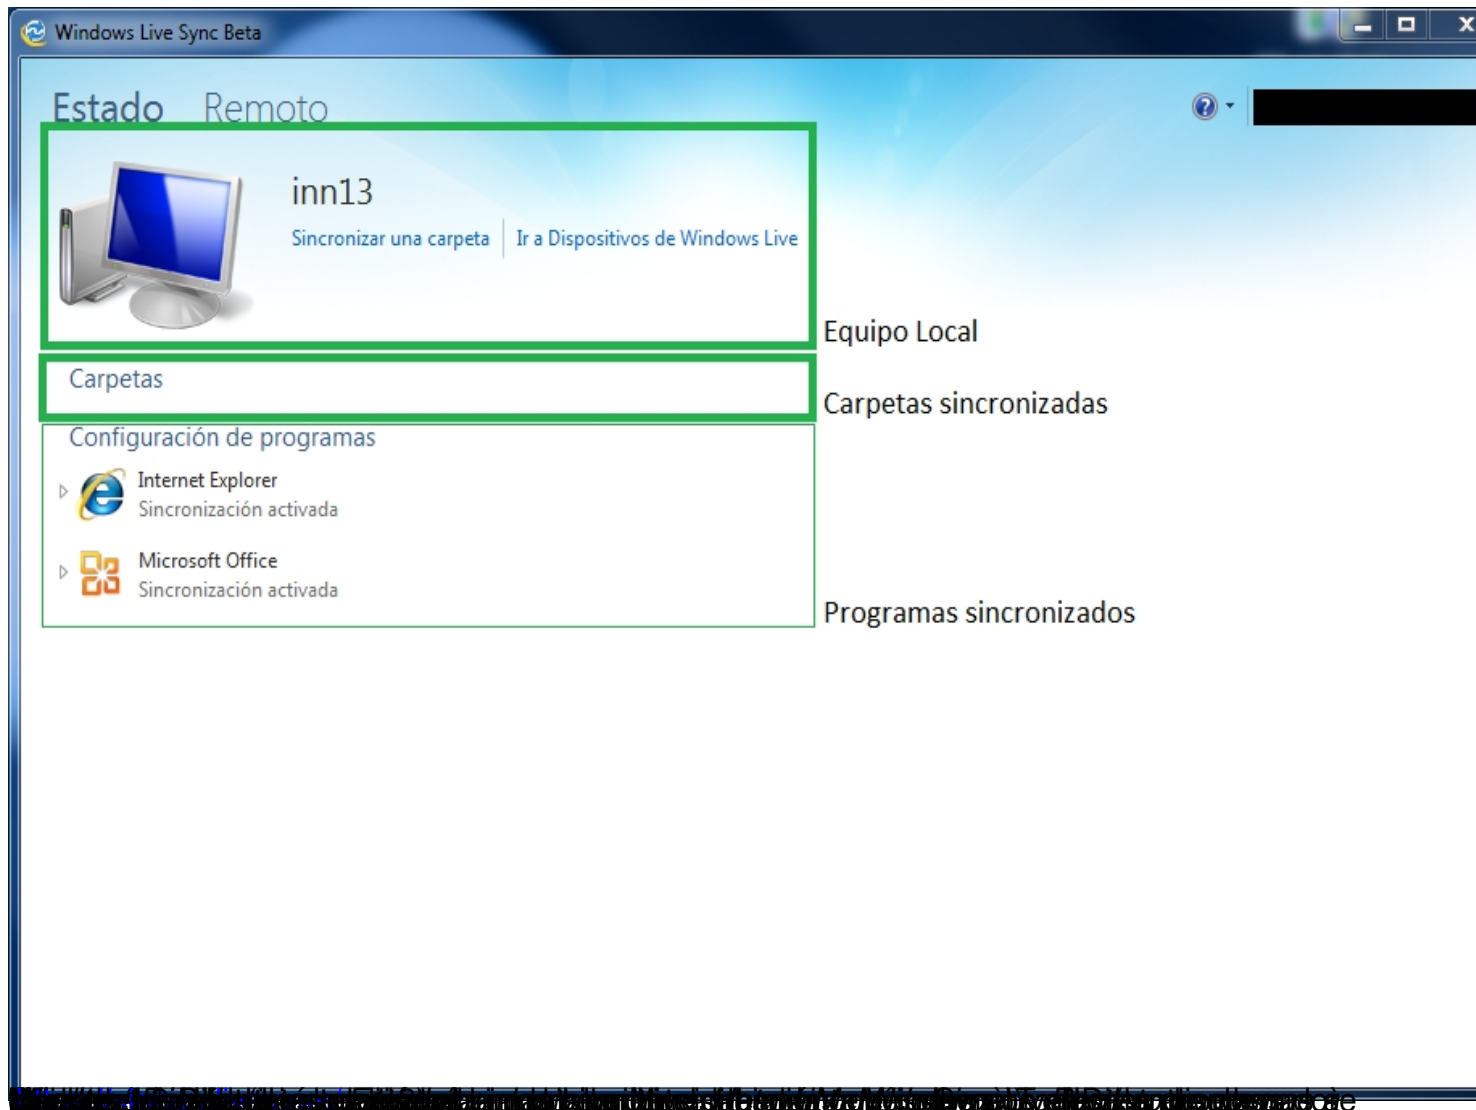 Windows Live Sync Beta
Estado Remoto
inn13
Sincronizar una carpeta Ir a Dispositivos de Windows Live
Equipo Local
Carpetas
Carpetas sincronizadas
Configuración de programas
Internet Explorer
Sincronización activada
Microsoft Office
Sincronización activada
Programas sincronizados